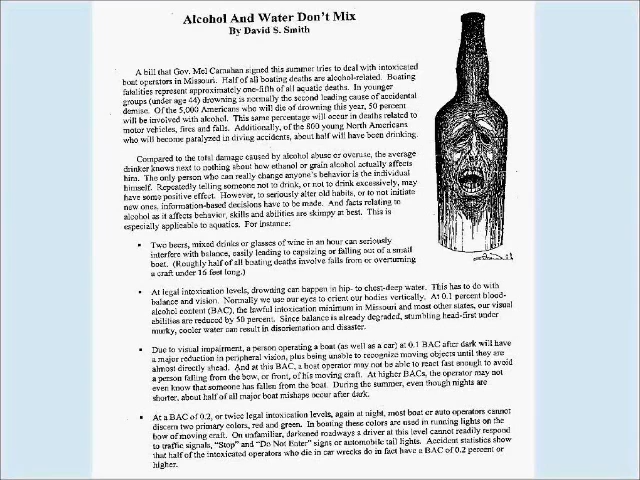 Alcohol And Water Don't Mix
By David S. Smith
A bill that Gov. Mel Carnahan signed this summer tries to deal with intoxicated
boat operators in Missouri. Half of all boating deaths are alcohol-related. Boating
fatalities represent approximately one-fifth of all aquatic deaths. In younger
groups (under age 44) drowning is normally the second leading cause of accidental
demise. Of the 5,000 Americans who will die of drowning this year, 50 percent
will be involved with alcohol. This same percentage will occur in deaths related to
motor vehicles, fires and falls. Additionally, of the 800 young North Americans
who will become paralyzed in diving accidents, about half will have been drinking.
Compared to the total damage caused by alcohol abuse or overuse, the average
drinker knows next to nothing about how ethanol or grain alcohol actually affects
him. The only person who can really change anyone's behavior is the individual
himself. Repeatedly telling someone not to drink, or not to drink excessively, may
have some positive effect. However, to seriously alter old habits, or to not initiate
new ones, information-based decisions have to be made. And facts relating to
alcohol as it affects behavior, skills and abilities are skimpy at best. This is
especially applicable to aquatics. For instance:
• Two beers, mixed drinks or glasses of wine in an hour can seriously
interfere with balance, easily leading to capsizing or falling out of a small
boat. (Roughly half of all boating deaths involve falls from or overturning
a craft under 16 feet long.)
• At legal intoxication levels, drowning can happen in hip- to chest-deep water. This has to do with
balance and vision. Normally we use our eyes to orient our bodies vertically. At 0.1 percent blood-
alcohol content (BAC), the lawful intoxication minimum in Missouri and most other states, our visual
abilities are reduced by 50 percent. Since balance is already degraded, stumbling head-first under
murky, cooler water can result in disorientation and disaster.
• Due to visual impairment, a person operating a boat (as well as a car) at 0.1 BAC after dark will have
a major reduction in peripheral vision, plus being unable to recognize moving objects until they are
almost directly ahead. And at this BAC, a boat operator may not be able to react fast enough to avoid
a person falling from the bow, or front, of his moving craft. At higher BACs, the operator may not
even know that someone has fallen from the boat. During the summer, even though nights are
shorter, about half of all major boat mishaps occur after dark.
• At a BAC of 0.2, or twice legal intoxication levels, again at night, most boat or auto operators cannot
discern two primary colors, red and green. In boating these colors are used in running lights on the
bow of moving craft. On unfamiliar, darkened roadways a driver at this level cannot readily respond
to traffic signals, "Stop" and "Do Not Enter" signs or automobile tail lights. Accident statistics show
that half of the intoxicated operators who die in car wrecks do in fact have a BAC of 0.2 percent or
higher.